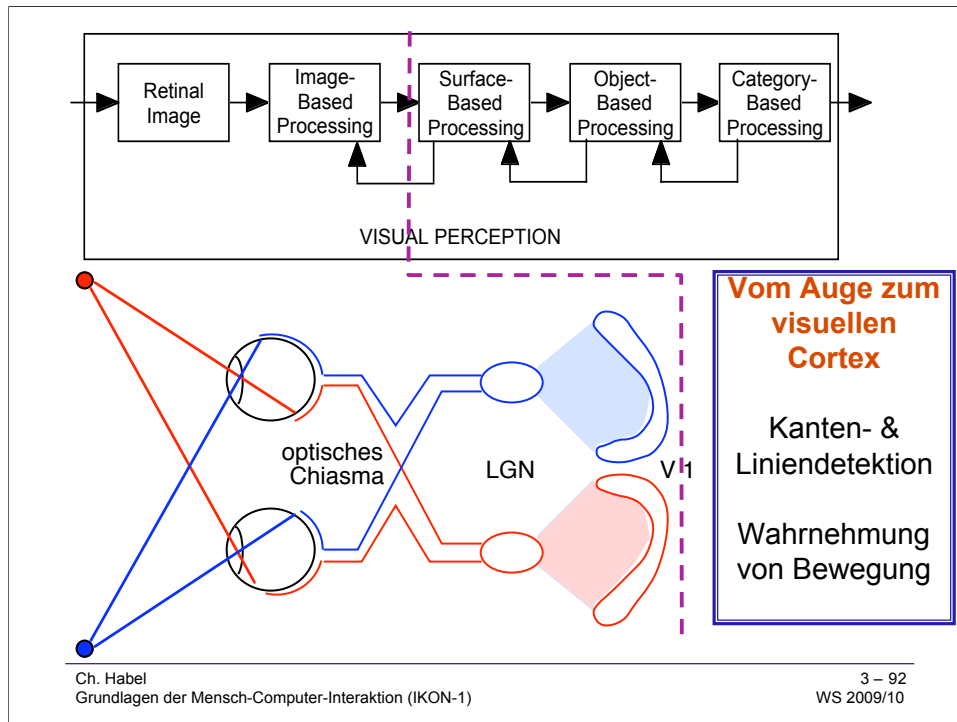 Retinal
Image
Image-
Based
Processing
Surface-
Based
Processing
Object-
Based
Processing
Category-
Based
Processing
VISUAL PERCEPTION
optisches
Chiasma
LGN
V 1
Vom Auge zum
visuellen
Cortex
Kanten- &
Liniendetektion
Wahrnehmung
von Bewegung
Ch. Habel
Grundlagen der Mensch-Computer-Interaktion (IKON-1)
3 – 92
WS 2009/10